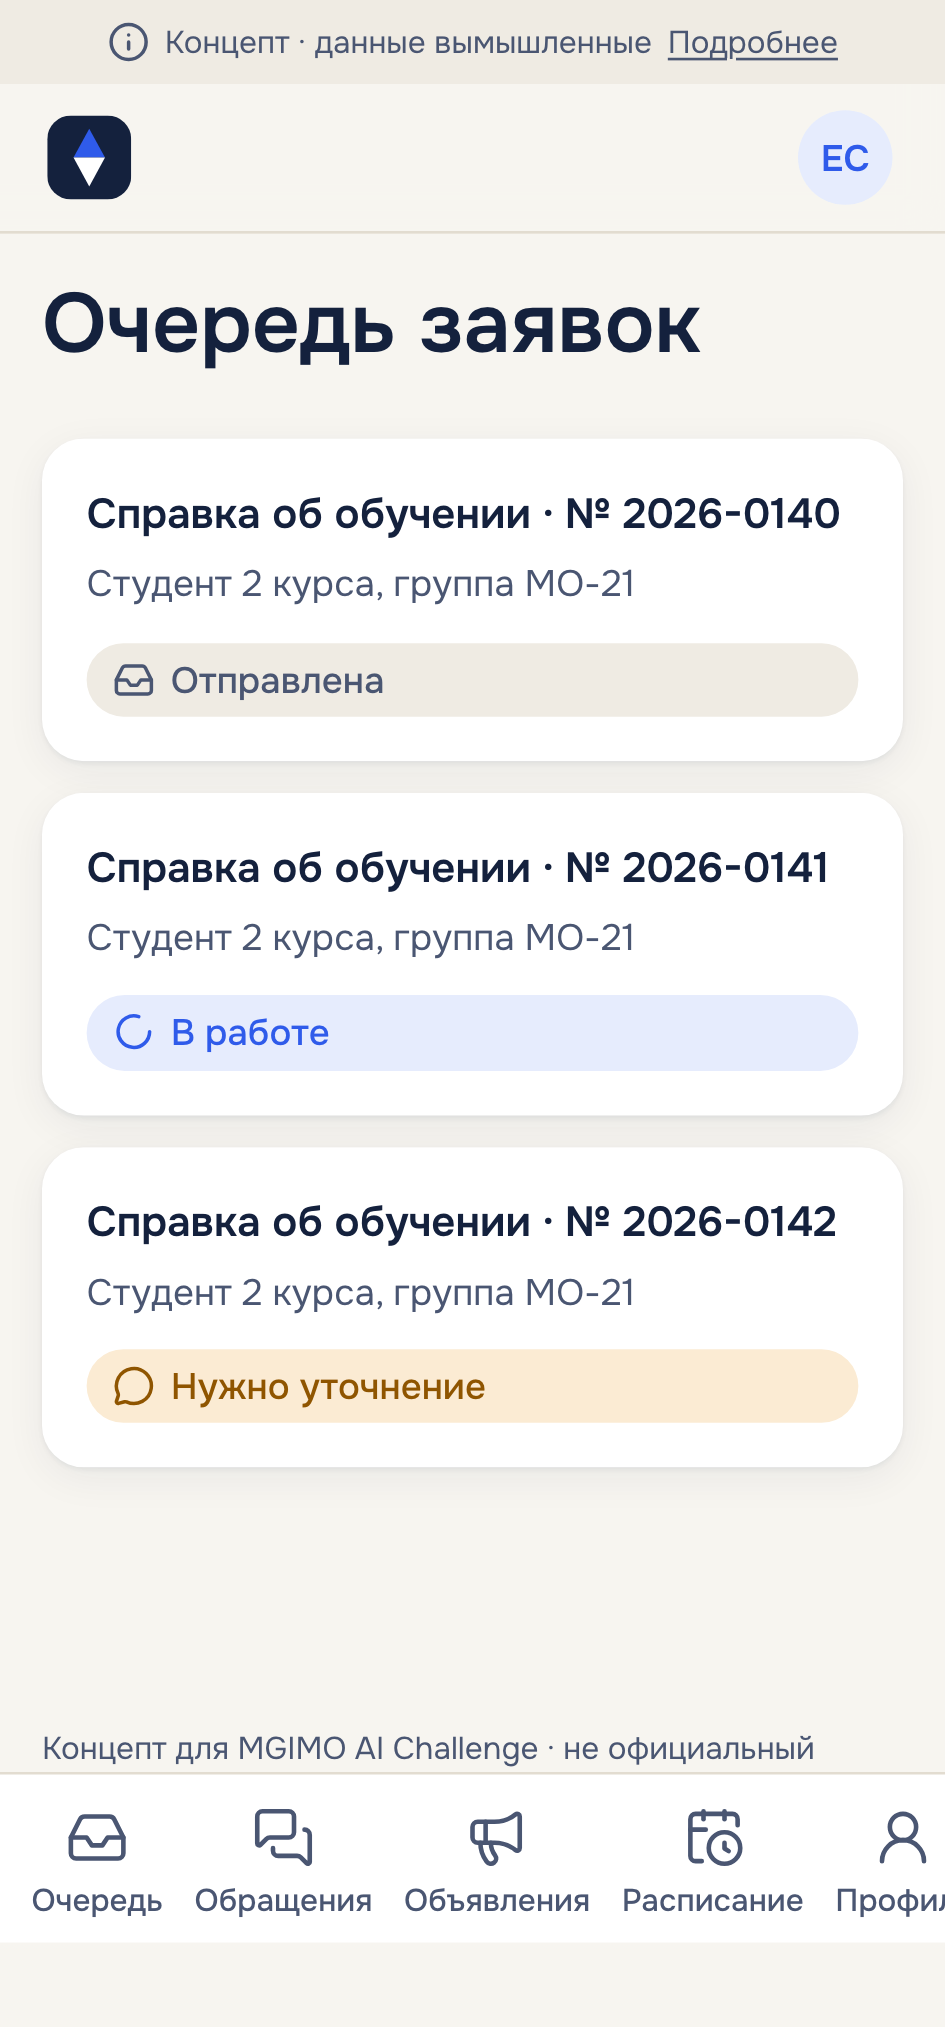 Концепт · данные вымышленные Подробнее
ЕС
Очередь заявок
Справка об обучении · № 2026-0140
Студент 2 курса, группа МО-21
Отправлена
Справка об обучении · № 2026-0141
Студент 2 курса, группа МО-21
В работе
Справка об обучении · № 2026-0142
Студент 2 курса, группа МО-21
Нужно уточнение
Концепт для MGIMO AI Challenge · не официальный
Очередь Обращения Объявления Расписание